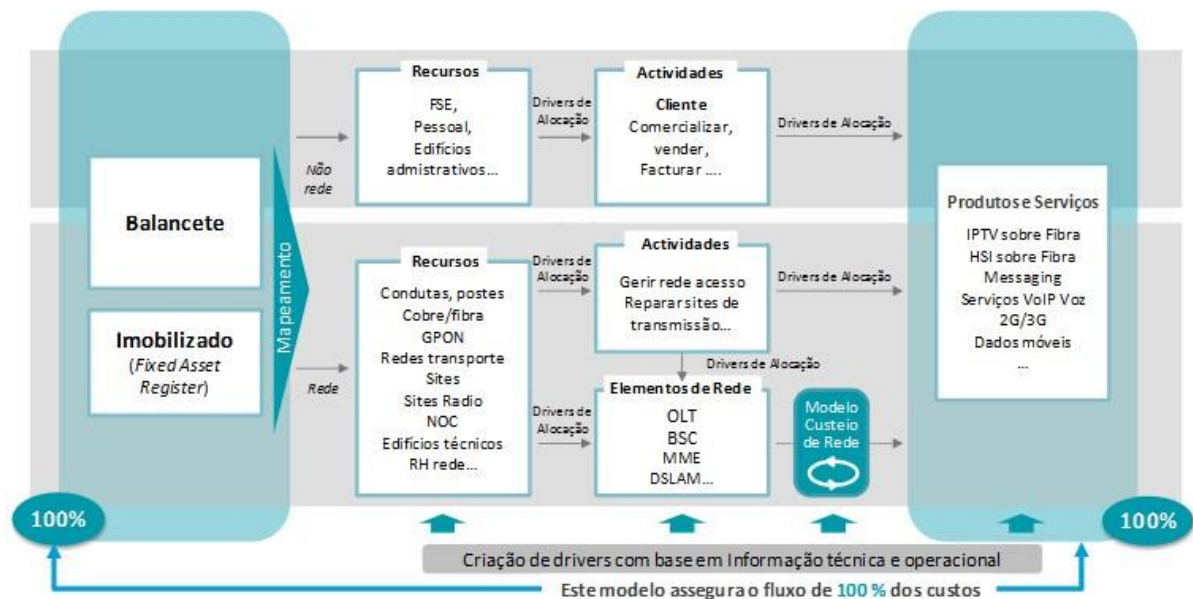 Balancete
Imobilizado
(Fixed Asset
Register)
Mapeamento
Não
rede
Rede
Recursos
FSE,
Pessoal,
Edifícios
admistrativos...
Drivers de
Alocação
Actividades
Cliente
Comercializar,
vender,
Facturar ....
Drivers de Alocação
Recursos
Condutas, postes
Cobre/fibra
GPON
Redes transporte
Sites
Sites Radio
NOC
Edifícios técnicos
RH rede...
Drivers de
Alocação
Actividades
Gerir rede acesso
Reparar sites de
transmissão...
Drivers de Alocação
Drivers de Alocação
Drivers de
Alocação
Elementos de Rede
OLT
BSC
MME
DSLAM...
Modelo
Custeio
de Rede
Produtos e Serviços
IPTV sobre Fibra
HSI sobre Fibra
Messaging
Serviços VoIP Voz
2G/3G
Dados móveis
...
100%
100%
Criação de drivers com base em Informação técnica e operacional
Este modelo assegura o fluxo de 100 % dos custos